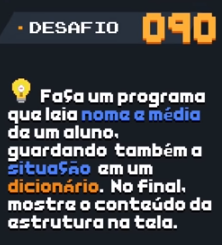 DESAFIO 090
Faça um programa
que leia nome e média
de um aluno,
guardando também a
situação em um
dicionário. No final,
mostre o conteúdo da
estrutura na tela.